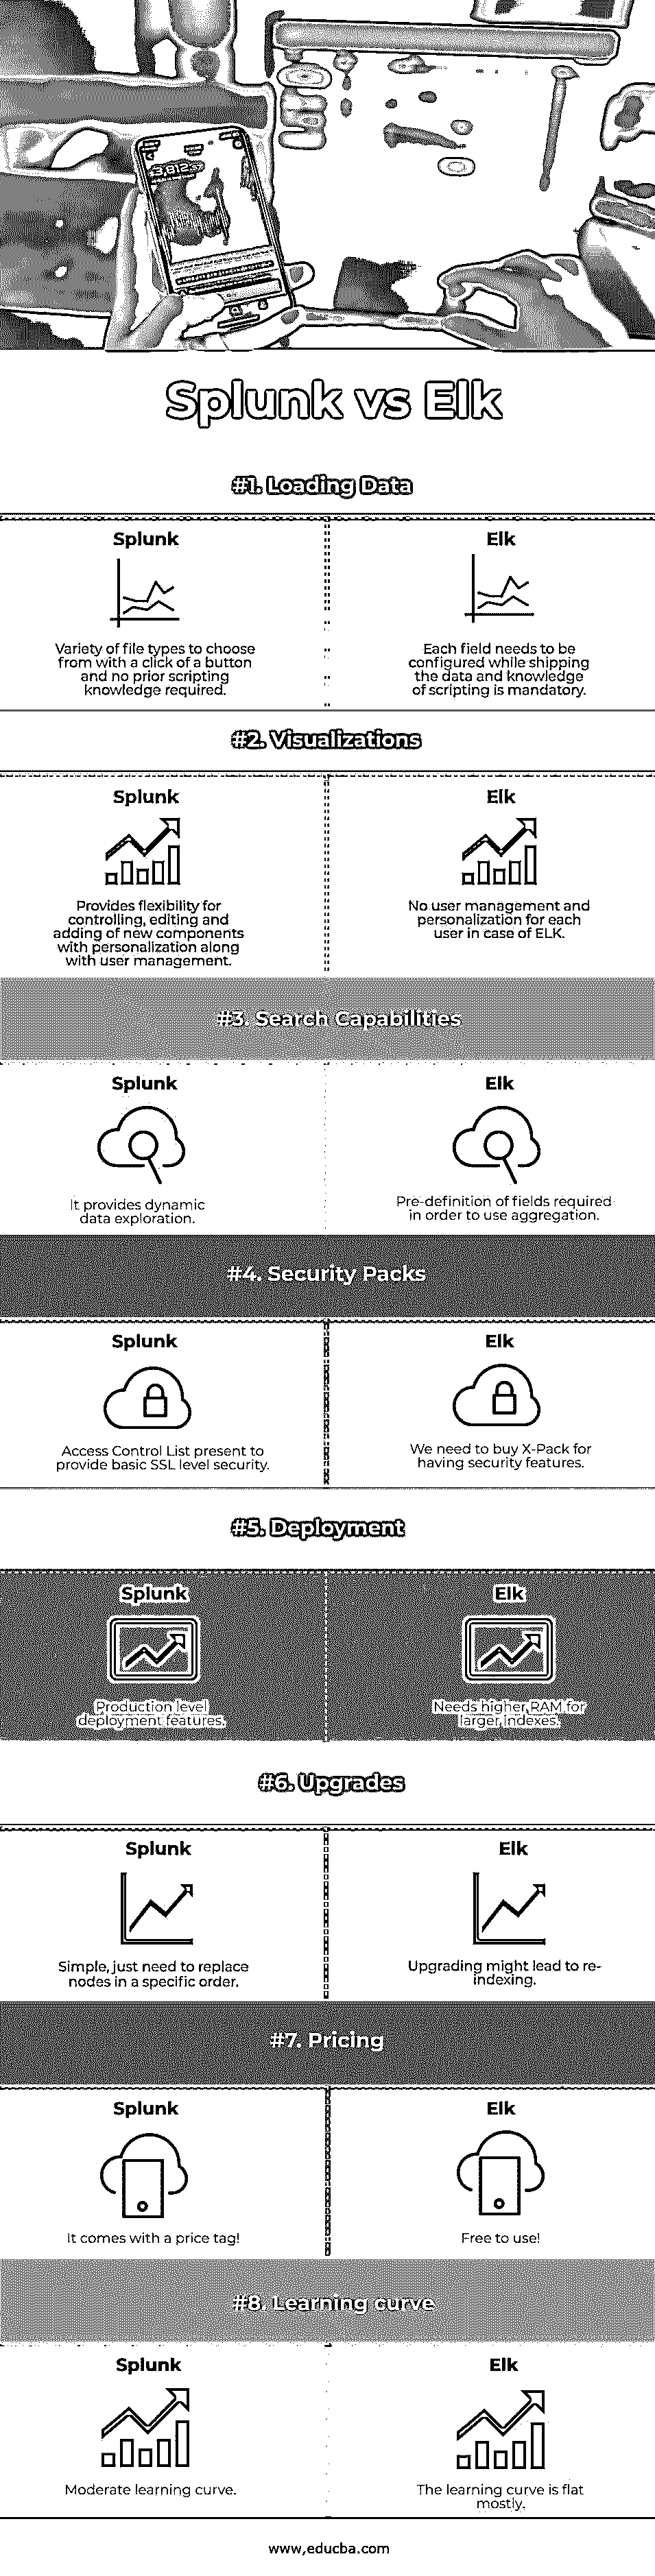 Splunk vs Elk
#1. Loading Data
Splunk
Variety of file types to choose
from with a click of a button
and no prior scripting
knowledge required.
Elk
Each field needs to be
configured while shipping
the data and knowledge
of scripting is mandatory.
#2. Visualizations
Splunk
Provides flexibility for
controlling, editing and
adding of new components
with personalization along
with user management.
Elk
No user management and
personalization for each
user in case of ELK.
#3. Search Capabilities
Splunk
It provides dynamic
data exploration.
Elk
Pre-definition of fields required
in order to use aggregation.
#4. Security Packs
Splunk
Access Control List present to
provide basic SSL level security.
Elk
We need to buy X-Pack for
having security features.
#5. Deployment
Splunk
Production level
deployment features.
Elk
Needs higher RAM for
larger indexes.
#6. Upgrades
Splunk
Simple, just need to replace
nodes in a specific order.
Elk
Upgrading might lead to re-
indexing.
#7. Pricing
Splunk
It comes with a price tag!
Elk
Free to use!
#8. Learning curve
Splunk
Moderate learning curve.
Elk
The learning curve is flat
mostly.
www.educba.com